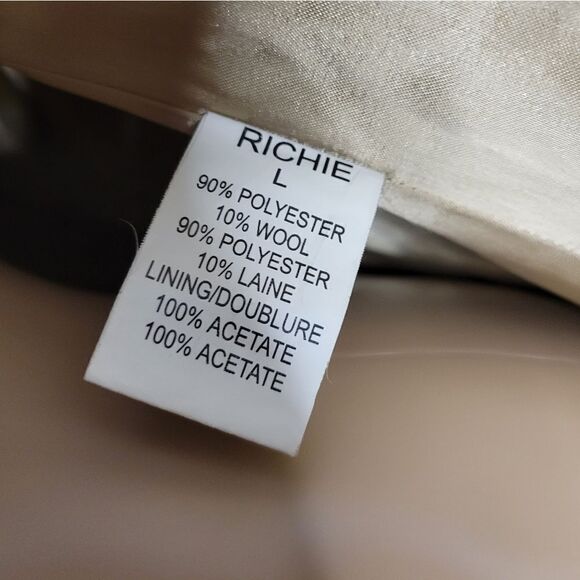 RICHIE
L
90% POLYESTER
10% WOOL
90% POLYESTER
10% LAINE
LINING/DOUBLURE
100% ACETATE
100% ACETATE